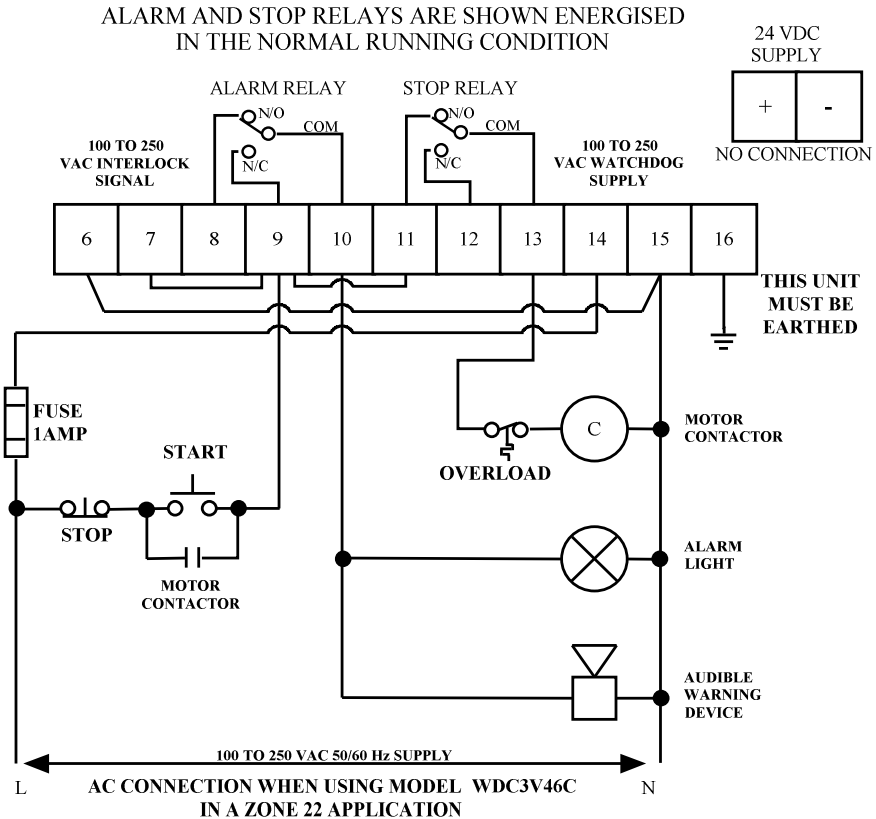 ALARM AND STOP RELAYS ARE SHOWN ENERGISED
IN THE NORMAL RUNNING CONDITION
24 VDC
SUPPLY
+ -
NO CONNECTION
ALARM RELAY
STOP RELAY
N/O
COM
N/C
N/O
COM
N/C
100 TO 250
VAC INTERLOCK
SIGNAL
100 TO 250
VAC WATCHDOG
SUPPLY
6 7 8 9 10 11 12 13 14 15 16
THIS UNIT
MUST BE
EARTHED
FUSE
1AMP
START
STOP
MOTOR
CONTACTOR
OVERLOAD
C
MOTOR
CONTACTOR
ALARM
LIGHT
AUDIBLE
WARNING
DEVICE
100 TO 250 VAC 50/60 Hz SUPPLY
L
N
AC CONNECTION WHEN USING MODEL WDC3V46C
IN A ZONE 22 APPLICATION